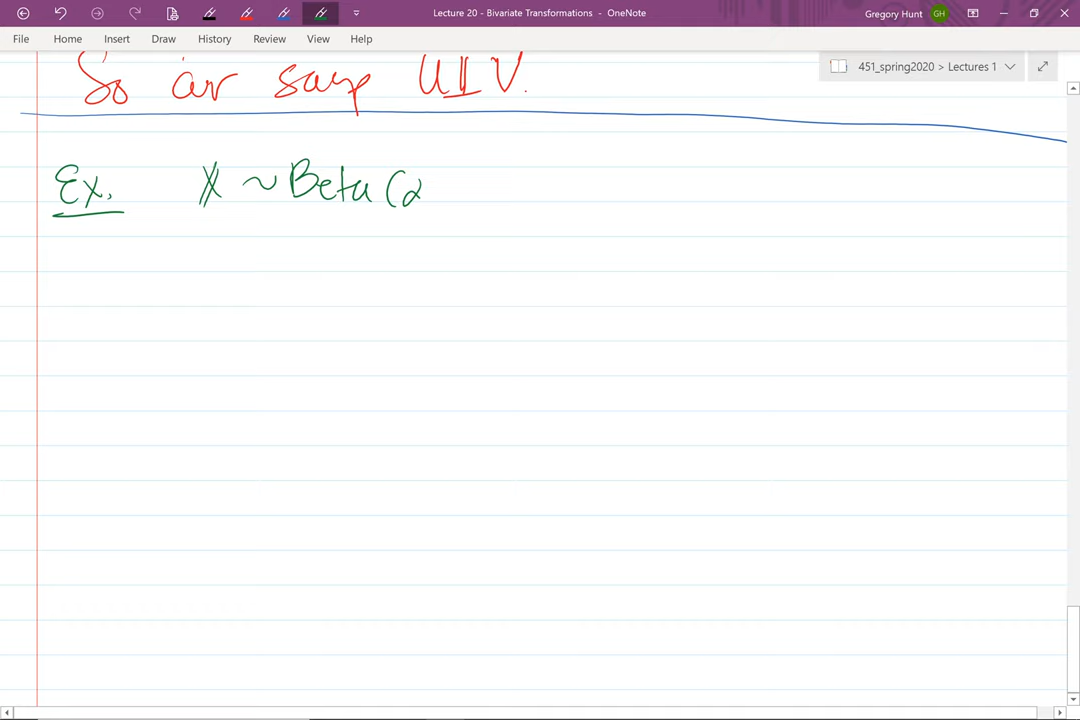 Lecture 20 - Bivariate Transformations - OneNote
Gregory Hunt GH
File Home Insert Draw History Review View Help
451_spring2020 > Lectures 1
So
say U⊥V.
Ex. X ~ Beta (α